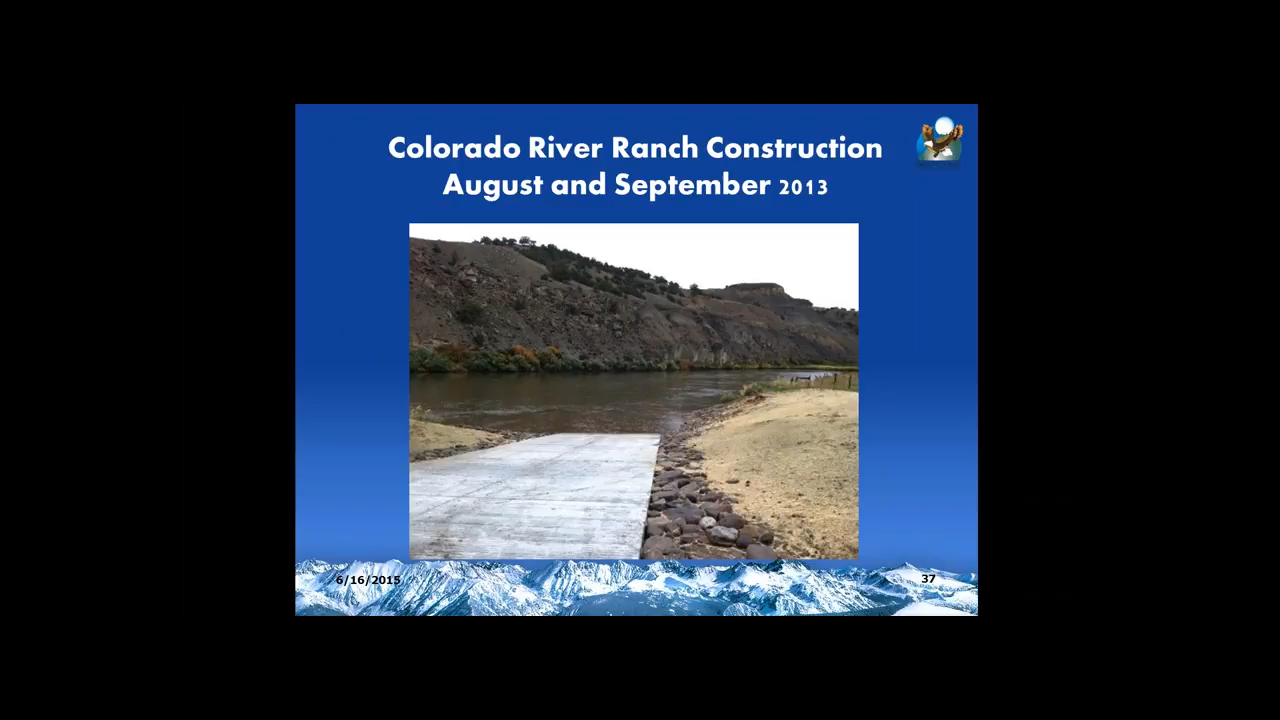 Colorado River Ranch Construction
August and September 2013
6/16/2015
37